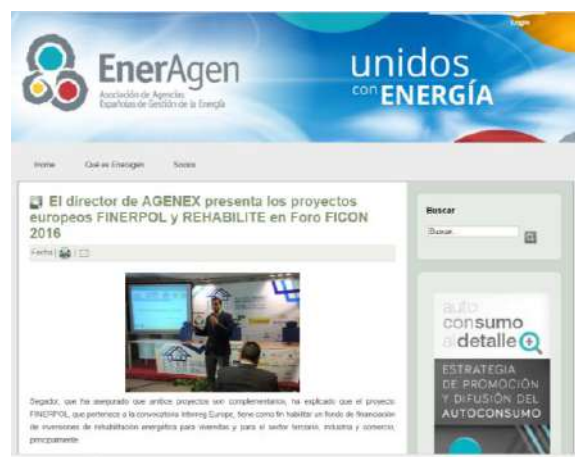 Login
EnerAgen
Asociación de Agencias
Españolas de Gestión de la Energía
unidos
con ENERGÍA
Home Qué es Eneragen Socios
El director de AGENEX presenta los proyectos
europeos FINERPOL y REHABILITE en Foro FICON
2016
Fecha | |
Segador, que ha asegurado que ambos proyectos son complementarios, ha explicado que el proyecto
FINERPOL, que pertenece a la convocatoria Interreg Europe, tiene como fin habilitar un fondo de financiación
de inversiones de rehabilitación energética para viviendas y para el sector terciario, industria y comercio,
principalmente.
Buscar
Buscar...
auto
consumo
al detalle
ESTRATEGIA
DE PROMOCIÓN
Y DIFUSIÓN DEL
AUTOCONSUMO